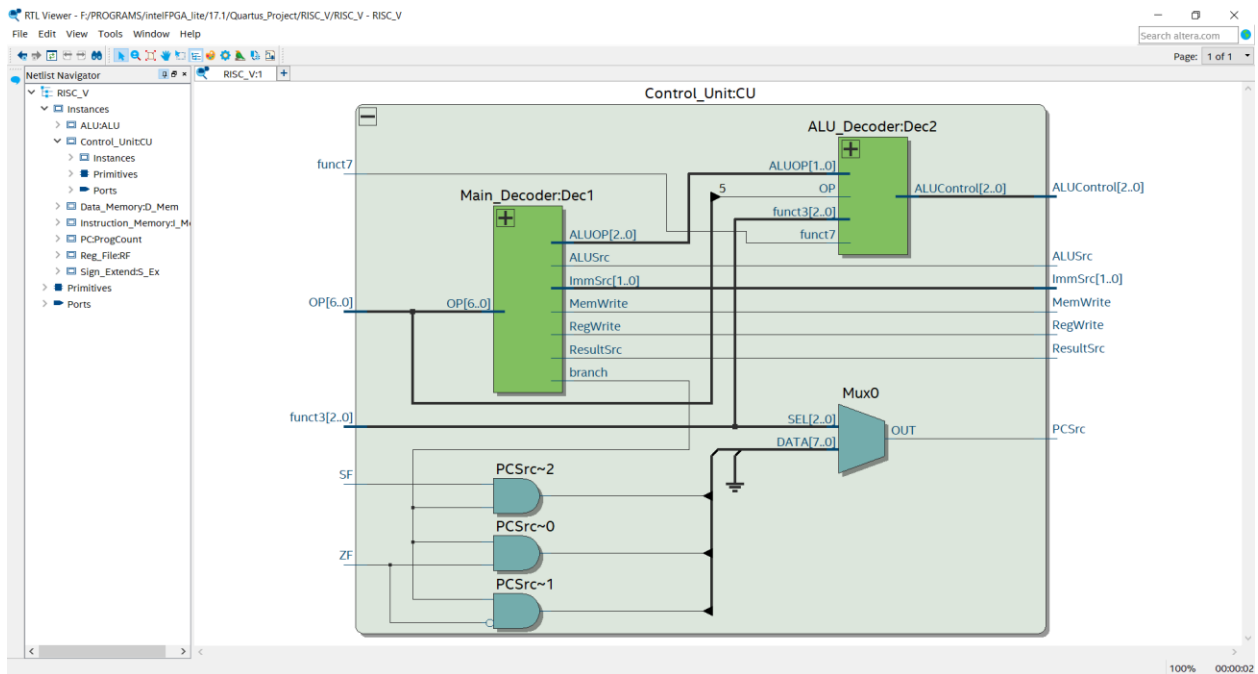 RTL Viewer - F:/PROGRAMS/intelFPGA_lite/17.1/Quartus_Project/RISC_V/RISC_V - RISC_V
File Edit View Tools Window Help
Search altera.com
Page: 1 of 1
Netlist Navigator
RISC_V:1
RISC_V
Instances
ALU:ALU
Control_Unit:CU
Instances
Primitives
Ports
Data_Memory:D_Mem
Instruction_Memory:I_M
PC:ProgCount
Reg_File:RF
Sign_Extend:S_Ex
Primitives
Ports
Control_Unit:CU
ALU_Decoder:Dec2
funct7
ALUOP[1..0]
5
OP
ALUControl[2..0]
ALUControl[2..0]
Main_Decoder:Dec1
funct3[2..0]
ALUOP[2..0]
funct7
ALUSrc
ALUSrc
ImmSrc[1..0]
ImmSrc[1..0]
OP[6..0]
OP[6..0]
MemWrite
MemWrite
RegWrite
RegWrite
ResultSrc
ResultSrc
branch
Mux0
funct3[2..0]
SEL[2..0]
OUT
PCSrc
DATA[7..0]
PCSrc~2
SF
PCSrc~0
ZF
PCSrc~1
100% 00:00:02